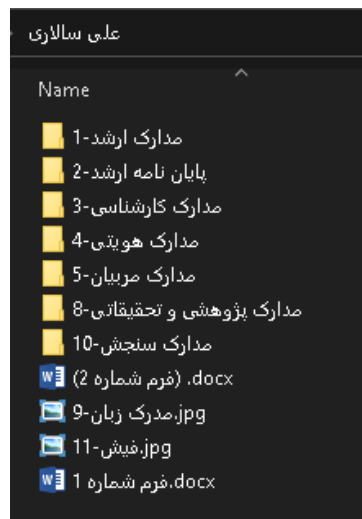 علی سالاری
Name
1-مدارک ارشد
2-پایان نامه ارشد
3-مدارک کارشناسی
4-مدارک هویتی
5-مدارک مربیان
8-مدارک پژوهشی و تحقیقاتی
10-مدارک سنجش
(فرم شماره 2) .docx
9-مدرک زبان.jpg
11-فیش.jpg
فرم شماره 1.docx